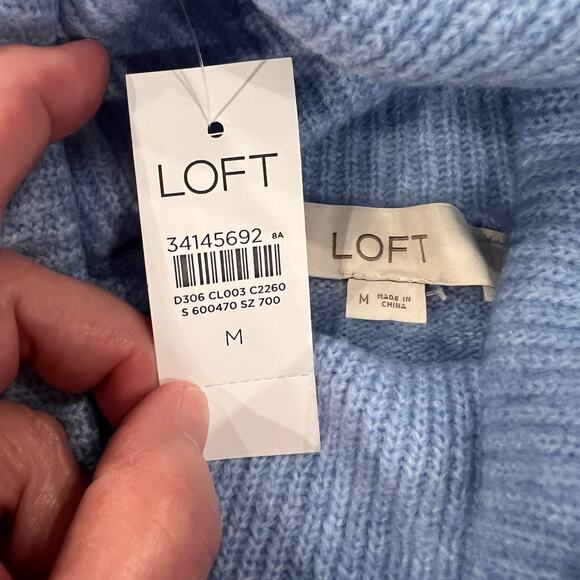 LOFT
34145692 8A
D306 CL003 C2260
S 600470 SZ 700
M
LOFT
M MADE IN
CHINA